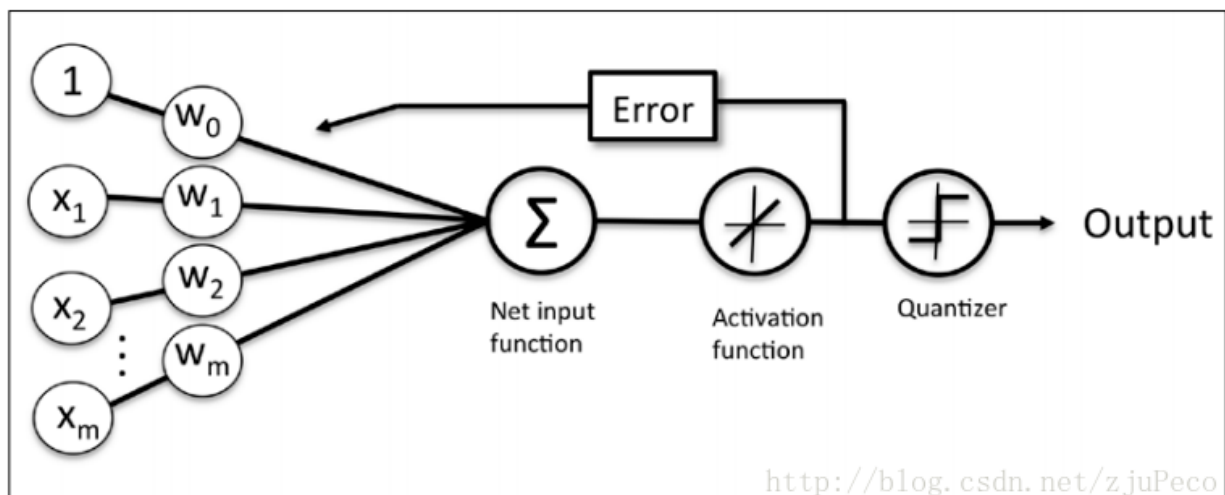 1
w0
x1
w1
x2
w2
⋮
wm
xm
Error
Σ
Net input
function
Activation
function
Quantizer
Output
http://blog.csdn.net/zjuPeco